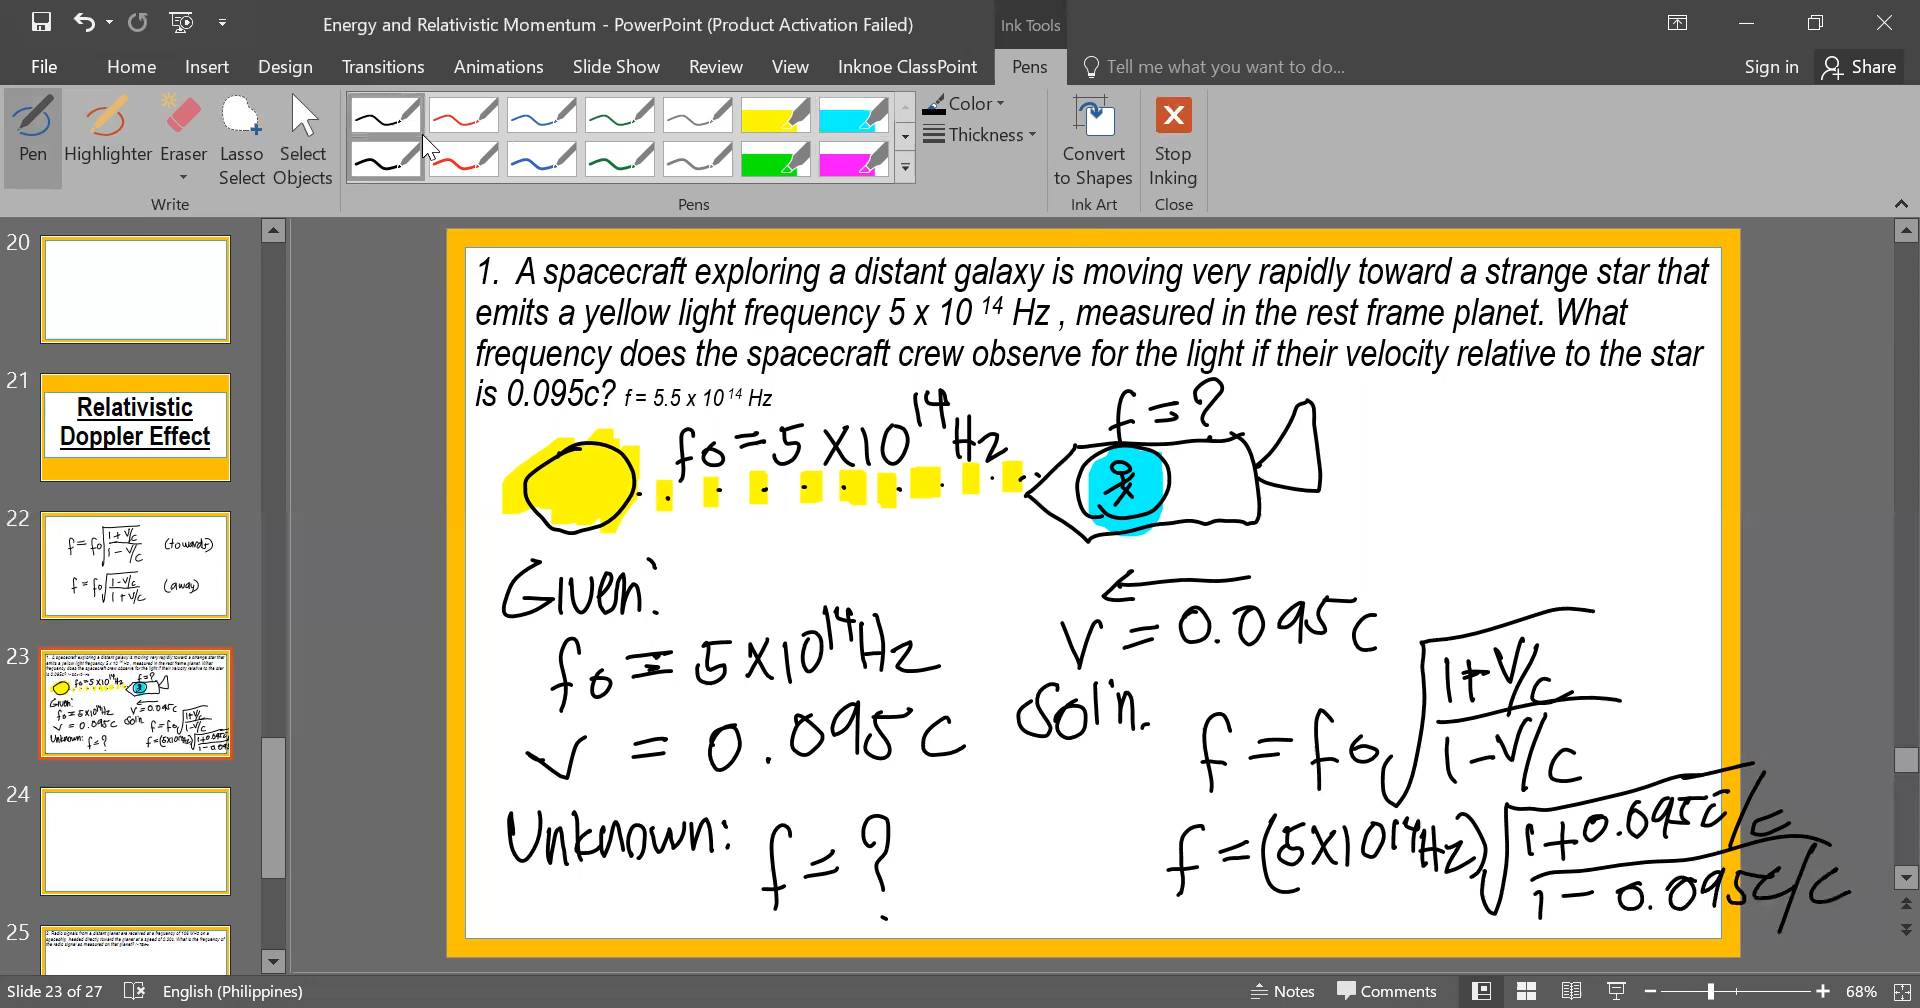 Energy and Relativistic Momentum - PowerPoint (Product Activation Failed)
Ink Tools
File Home Insert Design Transitions Animations Slide Show Review View Inknoe ClassPoint Pens Tell me what you want to do... Sign in Share
Pen Highlighter Eraser Lasso Select Select Objects
Color
Thickness
Convert to Shapes
Stop Inking
Write Pens Ink Art Close
20
21
Relativistic
Doppler Effect
22
f = fo√(1+V/c / 1-V/c) (towards)
f = fo√(1-V/c / 1+V/c) (away)
23
24
25
1. A spacecraft exploring a distant galaxy is moving very rapidly toward a strange star that
emits a yellow light frequency 5 x 10 14 Hz , measured in the rest frame planet. What
frequency does the spacecraft crew observe for the light if their velocity relative to the star
is 0.095c? f = 5.5 x 10 14 Hz
fo = 5 X10 14 Hz
f = ?
Given:
fo = 5 X10 14 Hz
v = 0.095c
Unknown: f = ?
v = 0.095c
Sol'n.
f = fo√(1+V/c / 1-V/c)
f = (5X10 14 Hz)√(1+0.095c/c / 1-0.095c/c)
Slide 23 of 27 English (Philippines) Notes Comments 68%